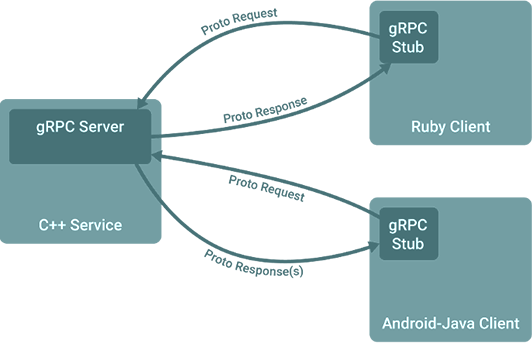 Proto Request
gRPC
Stub
Ruby Client
Proto Response
gRPC Server
C++ Service
Proto Request
gRPC
Stub
Proto Response(s)
Android-Java Client